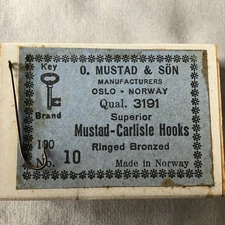 Key
O. MUSTAD & SÖN
MANUFACTURERS
OSLO - NORWAY
Qual. 3191
Brand
Superior
Mustad-Carlisle Hooks
100
Ringed Bronzed
No. 10
Made in Norway